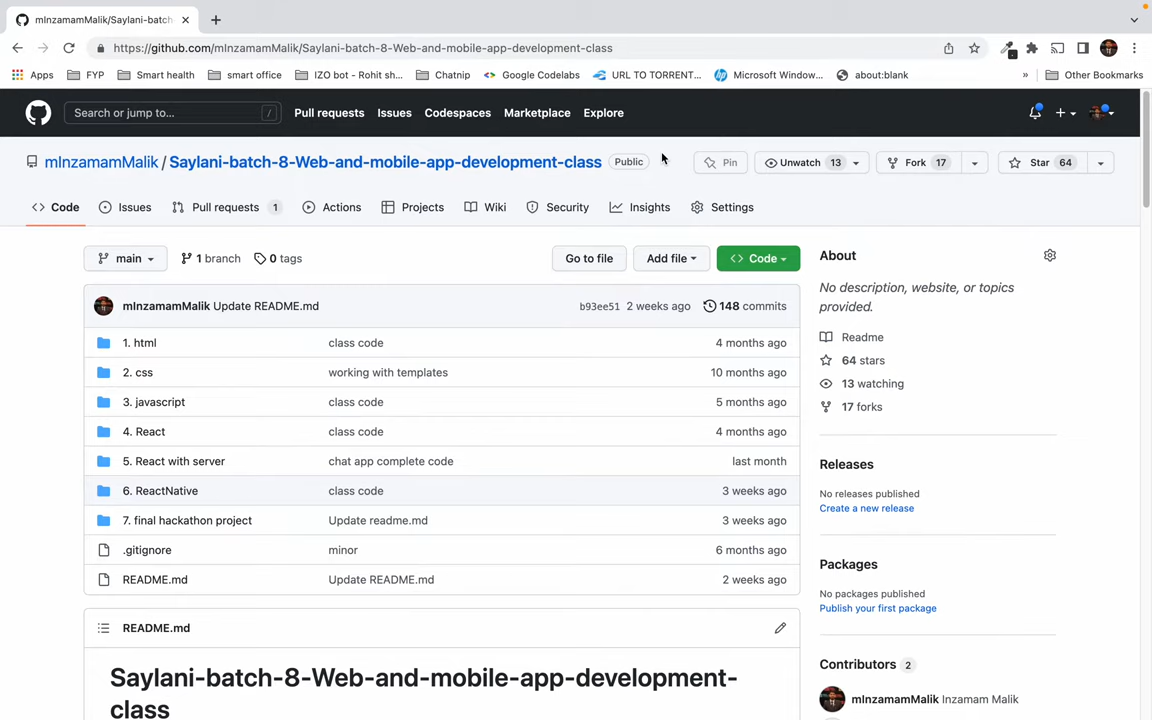 mInzamamMalik/Saylani-batch
https://github.com/mInzamamMalik/Saylani-batch-8-Web-and-mobile-app-development-class
Apps FYP Smart health smart office IZO bot - Rohit sh... Chatnip Google Codelabs URL TO TORRENT... Microsoft Window... about:blank » Other Bookmarks
Search or jump to... / Pull requests Issues Codespaces Marketplace Explore
mInzamamMalik / Saylani-batch-8-Web-and-mobile-app-development-class Public Pin Unwatch 13 Fork 17 Star 64
Code Issues Pull requests 1 Actions Projects Wiki Security Insights Settings
main 1 branch 0 tags Go to file Add file Code
mInzamamMalik Update README.md b93ee51 2 weeks ago 148 commits
1. html class code 4 months ago
2. css working with templates 10 months ago
3. javascript class code 5 months ago
4. React class code 4 months ago
5. React with server chat app complete code last month
6. ReactNative class code 3 weeks ago
7. final hackathon project Update readme.md 3 weeks ago
.gitignore minor 6 months ago
README.md Update README.md 2 weeks ago
README.md
Saylani-batch-8-Web-and-mobile-app-development-
class
About
No description, website, or topics
provided.
Readme
64 stars
13 watching
17 forks
Releases
No releases published
Create a new release
Packages
No packages published
Publish your first package
Contributors 2
mInzamamMalik Inzamam Malik